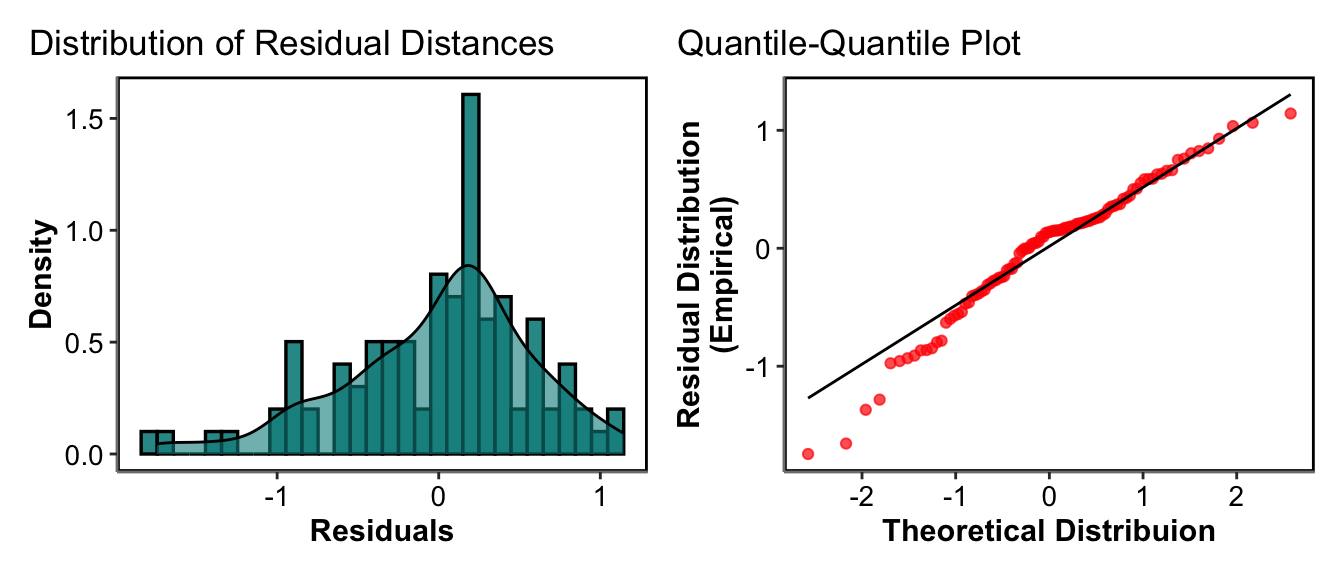 Distribution of Residual Distances
1.5
1.0
0.5
0.0
Density
-1
0
1
Residuals
Quantile-Quantile Plot
1
0
-1
Residual Distribution
(Empirical)
-2
-1
0
1
2
Theoretical Distribuion